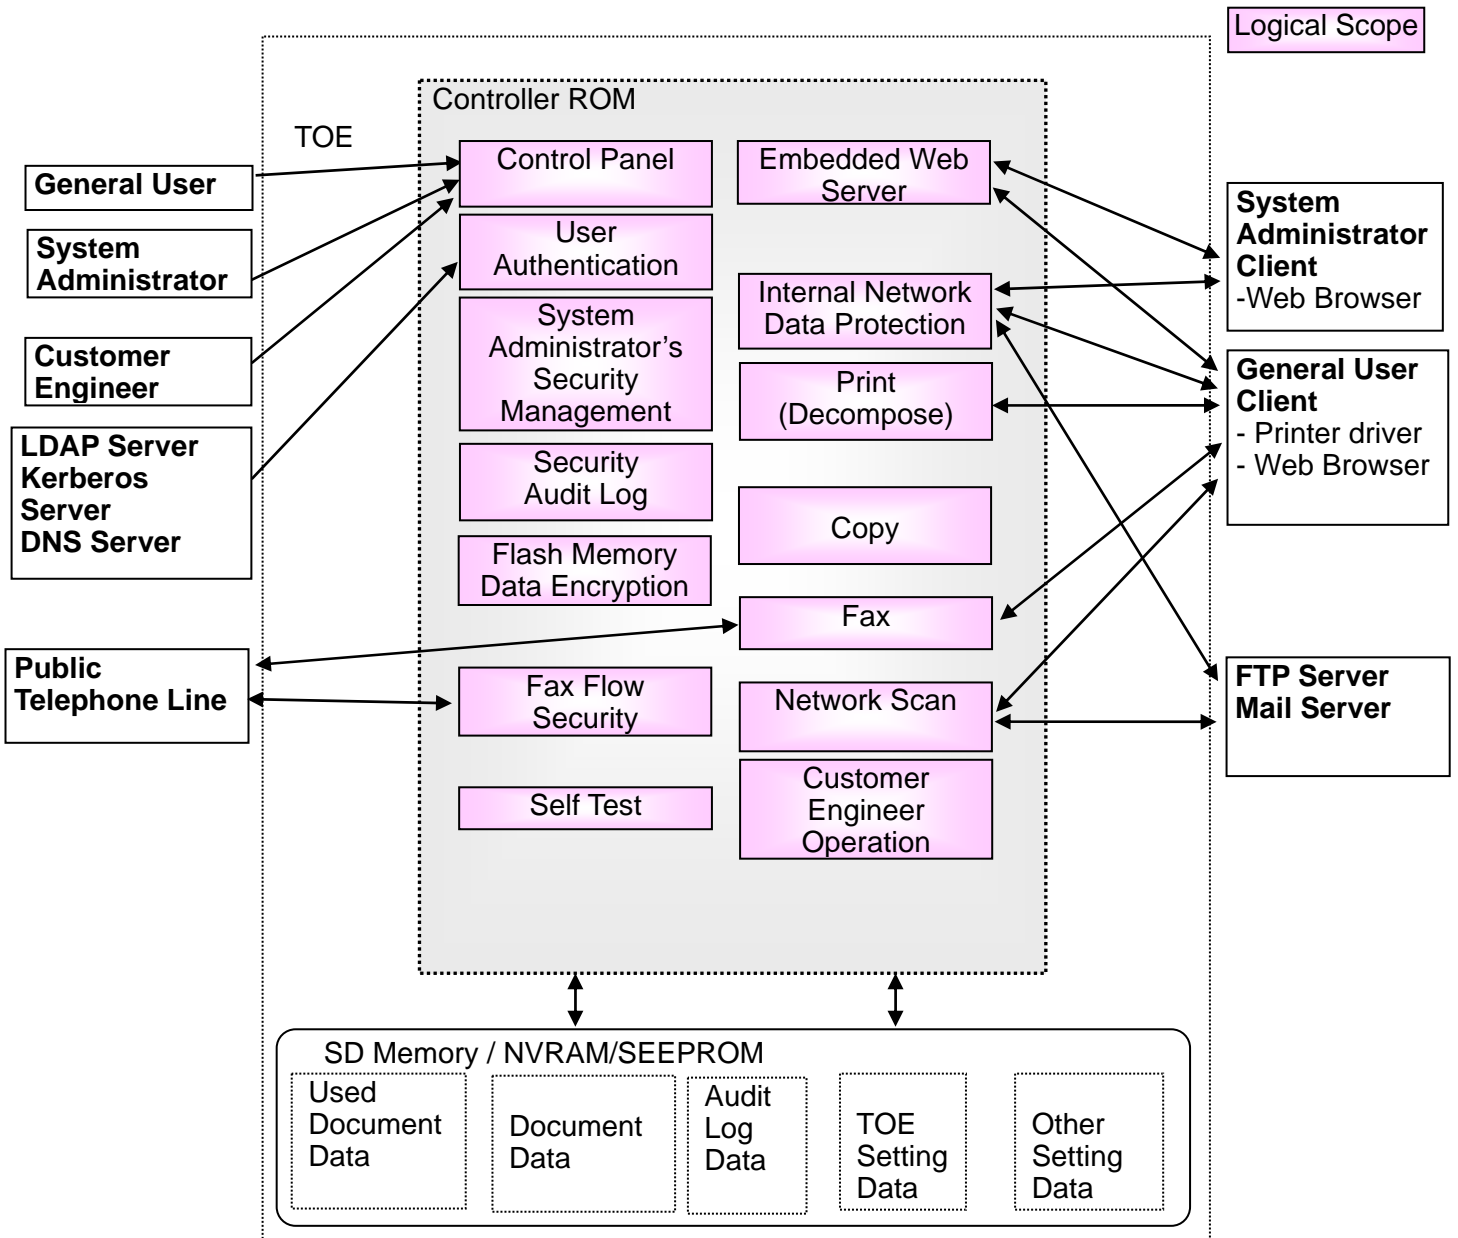 Logical Scope
Controller ROM
TOE
General User
System
Administrator
Customer
Engineer
LDAP Server
Kerberos
Server
DNS Server
Public
Telephone Line
Control Panel
User
Authentication
System
Administrator’s
Security
Management
Security
Audit Log
Flash Memory
Data Encryption
Fax Flow
Security
Self Test
Embedded Web
Server
Internal Network
Data Protection
Print
(Decompose)
Copy
Fax
Network Scan
Customer
Engineer
Operation
System
Administrator
Client
-Web Browser
General User
Client
- Printer driver
- Web Browser
FTP Server
Mail Server
SD Memory / NVRAM/SEEPROM
Used
Document
Data
Document
Data
Audit
Log
Data
TOE
Setting
Data
Other
Setting
Data